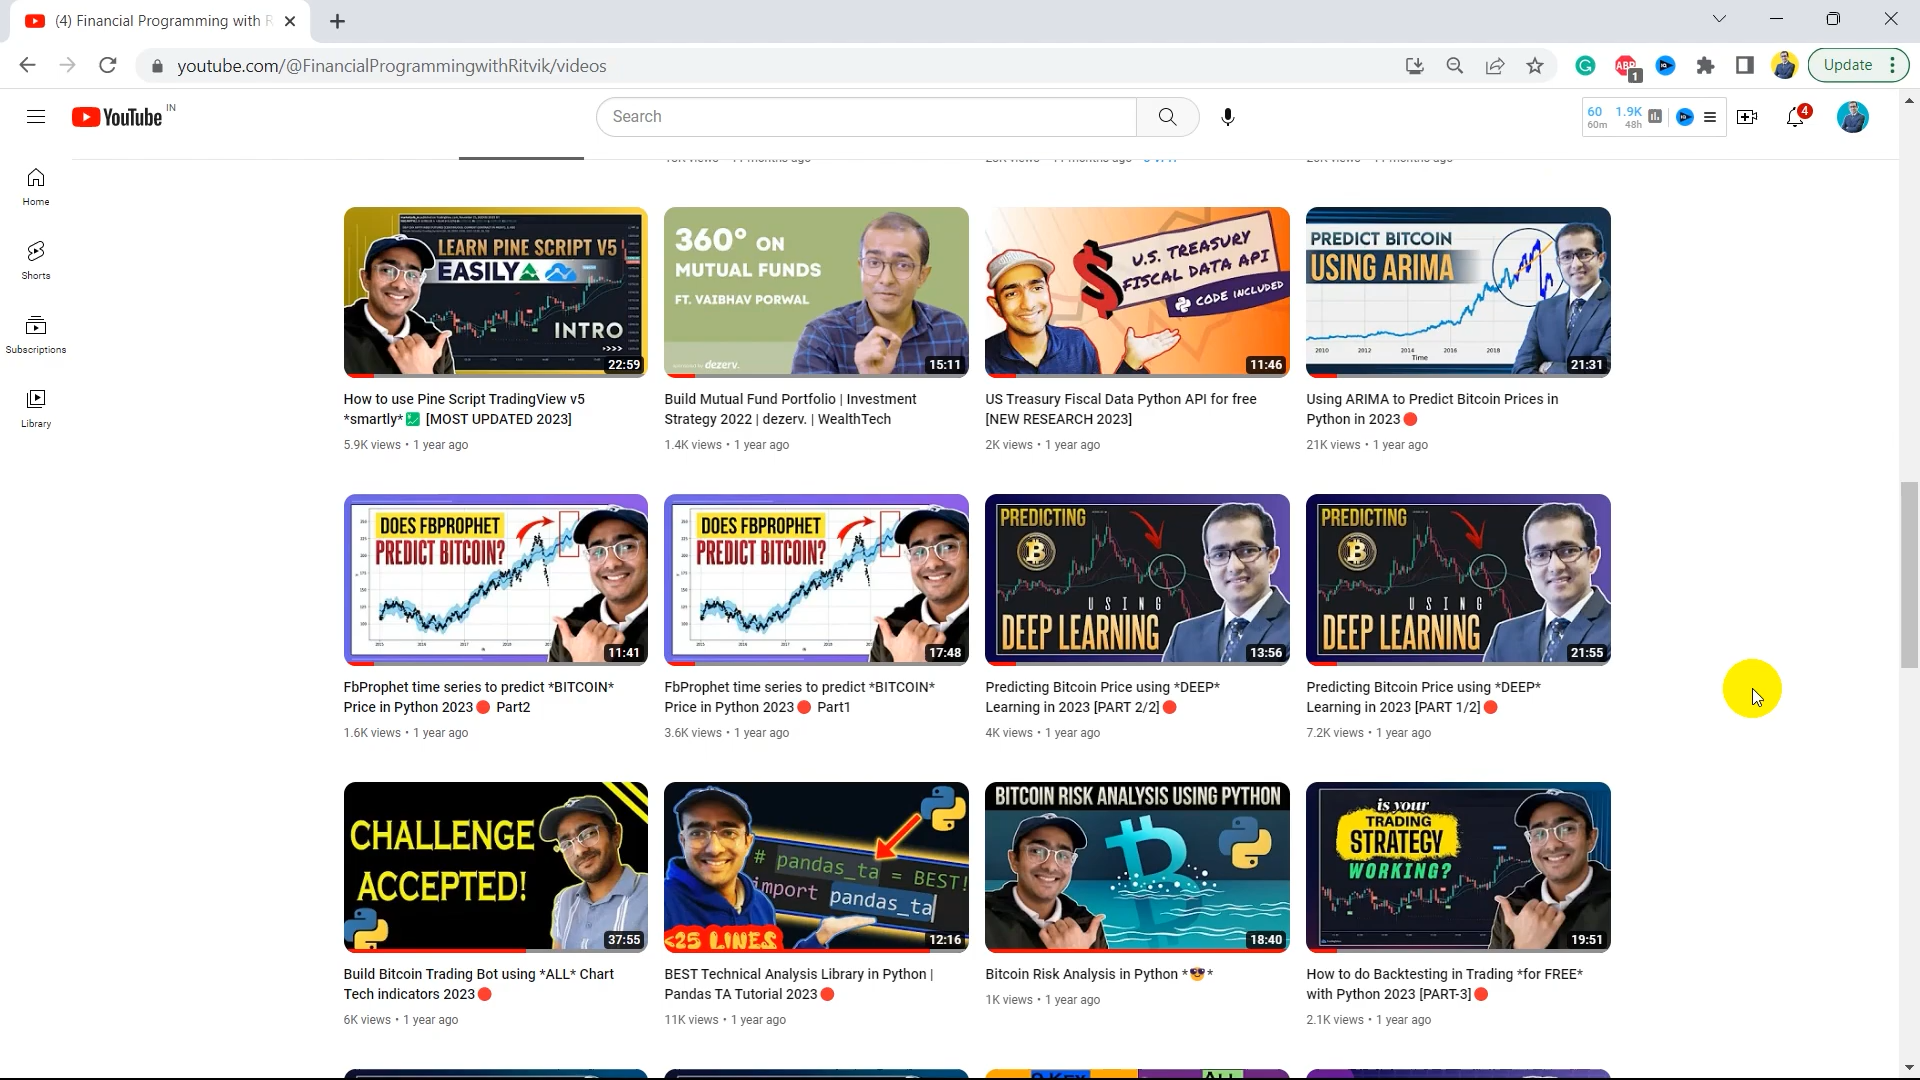 (4) Financial Programming with R
youtube.com/@FinancialProgrammingwithRitvik/videos
ABP
1
Update
YouTube IN
Search
60 1.9K
60m 48h
4
Home
Shorts
Subscriptions
Library
LEARN PINE SCRIPT V5
EASILY
INTRO
>>>
22:59
How to use Pine Script TradingView v5
*smartly*💹 [MOST UPDATED 2023]
5.9K views • 1 year ago
360° ON
MUTUAL FUNDS
FT. VAIBHAV PORWAL
dezerv.
15:11
Build Mutual Fund Portfolio | Investment
Strategy 2022 | dezerv. | WealthTech
1.4K views • 1 year ago
$
U.S. TREASURY
FISCAL DATA API
CODE INCLUDED
11:46
US Treasury Fiscal Data Python API for free
[NEW RESEARCH 2023]
2K views • 1 year ago
PREDICT BITCOIN
USING ARIMA
2010 2012 2014 2016 2018
Time
21:31
Using ARIMA to Predict Bitcoin Prices in
Python in 2023🔴
21K views • 1 year ago
DOES FBPROPHET
PREDICT BITCOIN?
11:41
FbProphet time series to predict *BITCOIN*
Price in Python 2023🔴 Part2
1.6K views • 1 year ago
DOES FBPROPHET
PREDICT BITCOIN?
17:48
FbProphet time series to predict *BITCOIN*
Price in Python 2023🔴 Part1
3.6K views • 1 year ago
PREDICTING
USING
DEEP LEARNING
13:56
Predicting Bitcoin Price using *DEEP*
Learning in 2023 [PART 2/2]🔴
4K views • 1 year ago
PREDICTING
USING
DEEP LEARNING
21:55
Predicting Bitcoin Price using *DEEP*
Learning in 2023 [PART 1/2]🔴
7.2K views • 1 year ago
CHALLENGE
ACCEPTED!
37:55
Build Bitcoin Trading Bot using *ALL* Chart
Tech indicators 2023🔴
6K views • 1 year ago
# pandas_ta = BEST!
import pandas_ta
<25 LINES
12:16
BEST Technical Analysis Library in Python |
Pandas TA Tutorial 2023🔴
11K views • 1 year ago
BITCOIN RISK ANALYSIS USING PYTHON
18:40
Bitcoin Risk Analysis in Python *😎*
1K views • 1 year ago
is your
TRADING
STRATEGY
WORKING?
19:51
How to do Backtesting in Trading *for FREE*
with Python 2023 [PART-3]🔴
2.1K views • 1 year ago